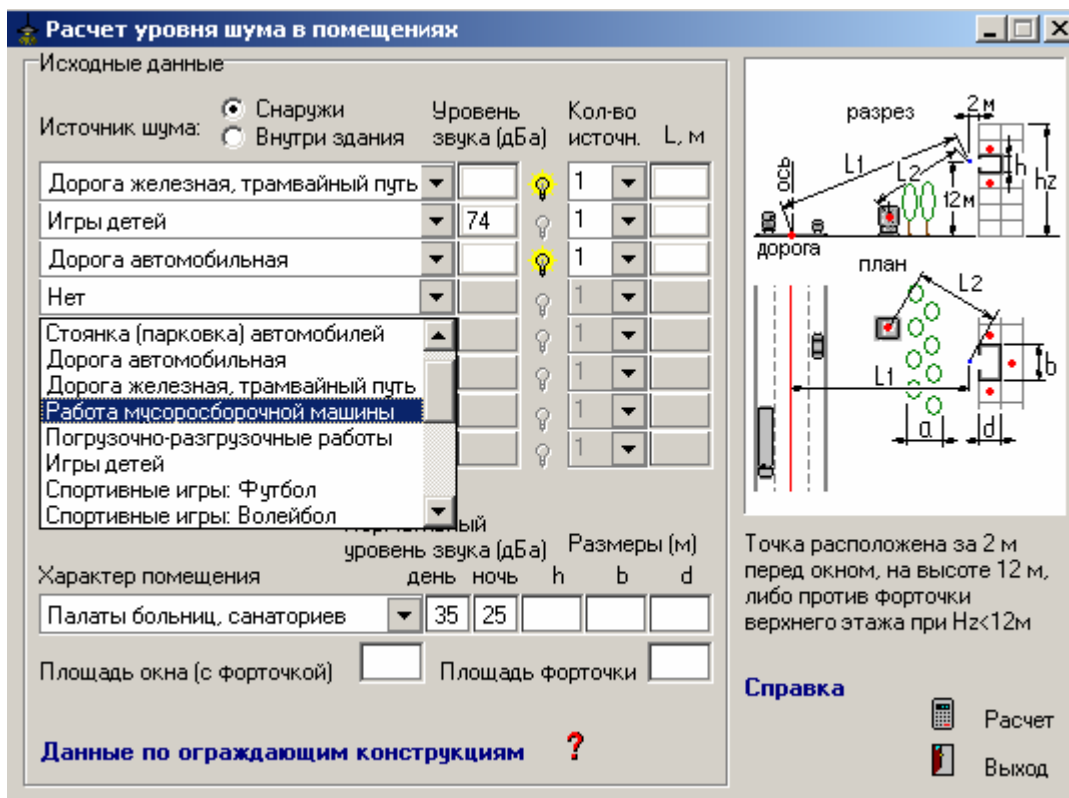 Расчет уровня шума в помещениях
Исходные данные
Источник шума:
Снаружи
Внутри здания
Уровень
звука (дБа)
Кол-во
источн.
L, м
Дорога железная, трамвайный путь
1
Игры детей
74
1
Дорога автомобильная
1
Нет
1
Стоянка (парковка) автомобилей
Дорога автомобильная
1
Дорога железная, трамвайный путь
1
Работа мусоросборочной машины
1
Погрузочно-разгрузочные работы
Игры детей
1
Спортивные игры: Футбол
Спортивные игры: Волейбол
уровень звука (дБа)
Размеры (м)
Характер помещения
день ночь h b d
Палаты больниц, санаториев
35
25
Площадь окна (с форточкой)
Площадь форточки
Данные по ограждающим конструкциям
?
разрез
2 м
L1
L2
ось
h
hz
12м
дорога
план
L2
L1
b
a
d
Точка расположена за 2 м
перед окном, на высоте 12 м,
либо против форточки
верхнего этажа при Hz<12м
Справка
Расчет
Выход